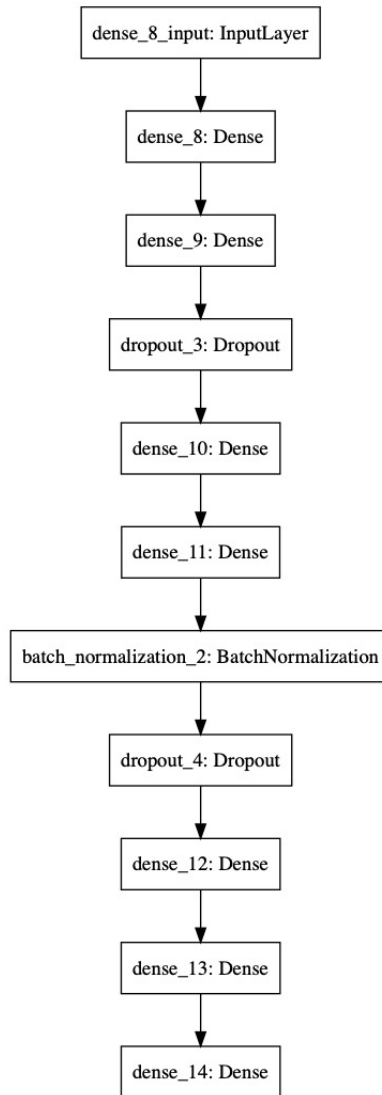 dense_8_input: InputLayer
dense_8: Dense
dense_9: Dense
dropout_3: Dropout
dense_10: Dense
dense_11: Dense
batch_normalization_2: BatchNormalization
dropout_4: Dropout
dense_12: Dense
dense_13: Dense
dense_14: Dense